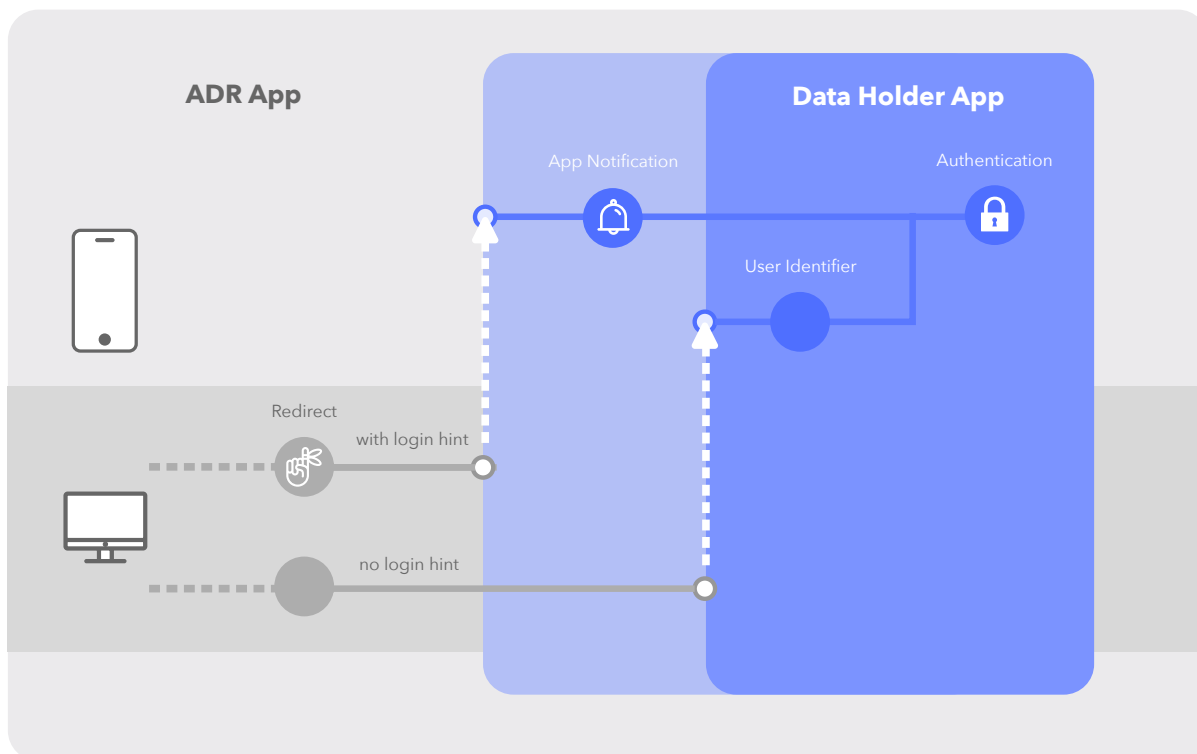 ADR App
Data Holder App
App Notification
Authentication
User Identifier
Redirect
with login hint
no login hint